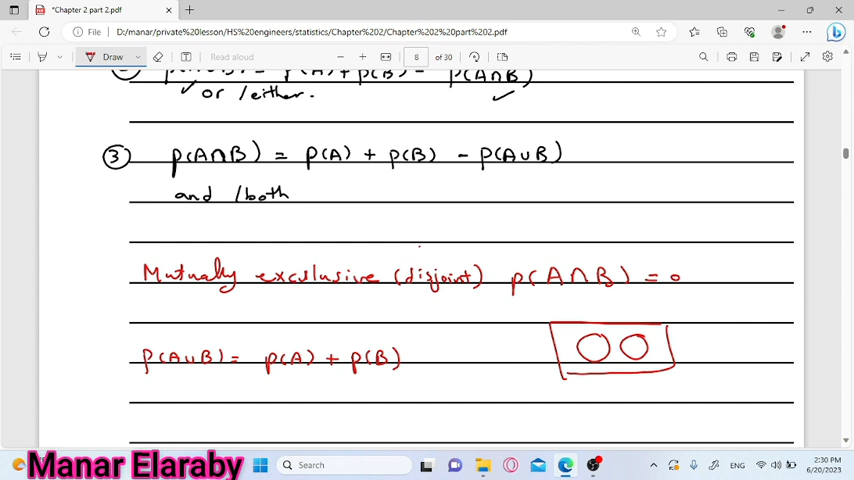 *Chapter 2 part 2.pdf
File
D:/manar/private%20lesson/HS%20engineers/statistics/Chapter%202/Chapter%202%20part%202.pdf
Draw
Read aloud
8 of 30
P(A) + P(B) - P(A∩B)
or /either.
③ P(A∩B) = P(A) + P(B) - P(A∪B)
and /both
Mutually excslusive (disjoint) P(A∩B) = 0
P(A∪B) = P(A) + P(B)
Manar Elaraby
Search
ENG
2:30 PM
6/20/2023